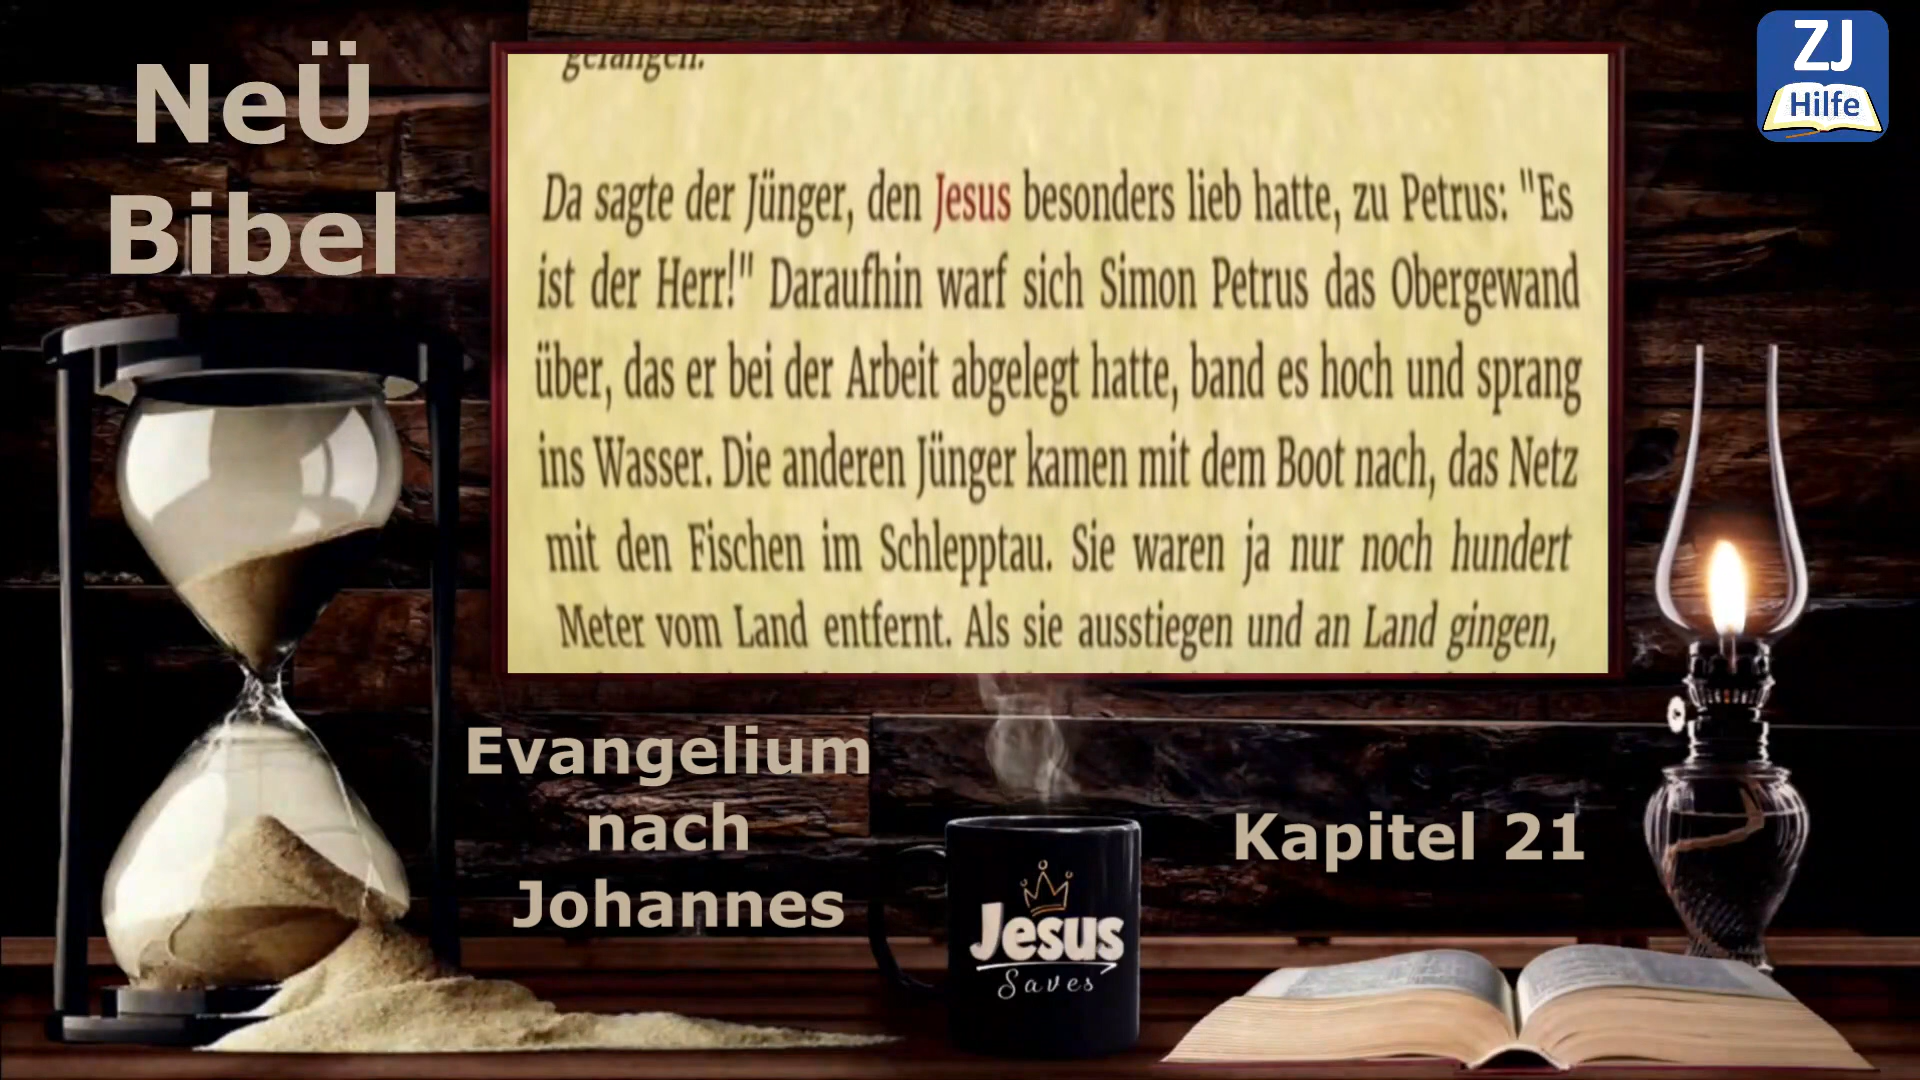 NeÜ
Bibel
gefangen.
Da sagte der Jünger, den Jesus besonders lieb hatte, zu Petrus: "Es
ist der Herr!" Daraufhin warf sich Simon Petrus das Obergewand
über, das er bei der Arbeit abgelegt hatte, band es hoch und sprang
ins Wasser. Die anderen Jünger kamen mit dem Boot nach, das Netz
mit den Fischen im Schlepptau. Sie waren ja nur noch hundert
Meter vom Land entfernt. Als sie ausstiegen und an Land gingen,
ZJ
Hilfe
Evangelium
nach
Johannes
Kapitel 21
Jesus
Saves